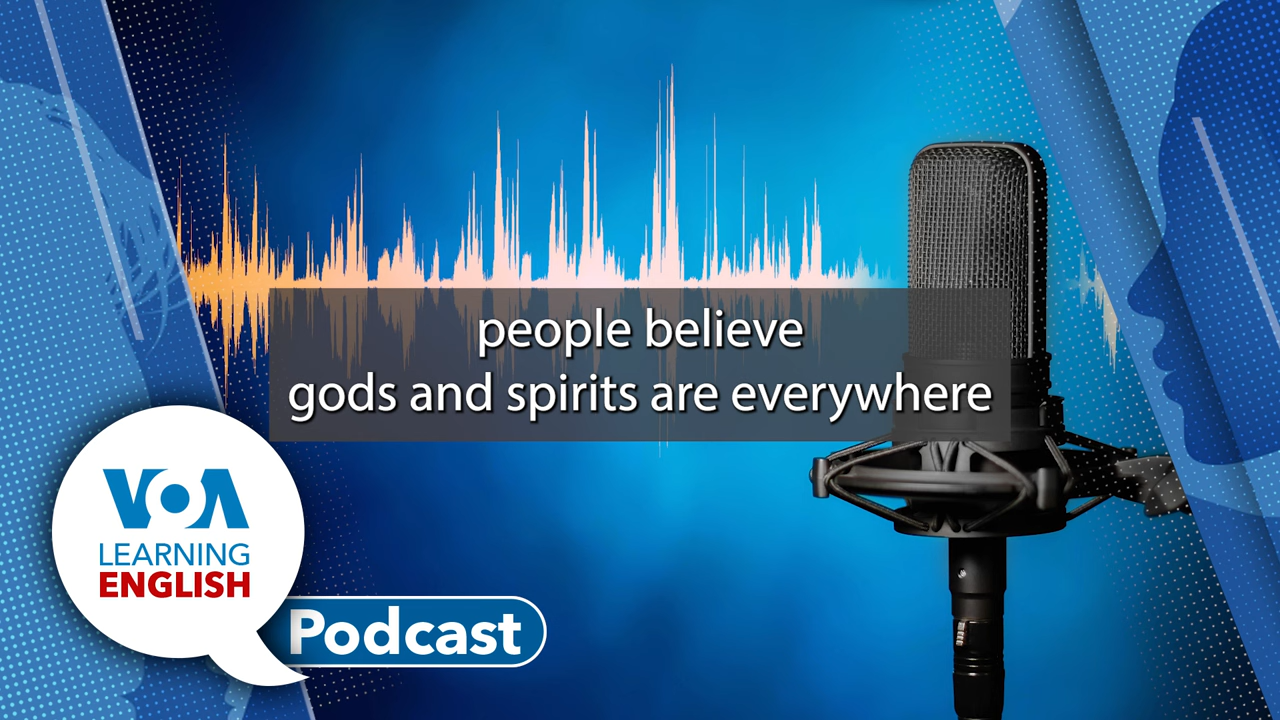 people believe
gods and spirits are everywhere
VOA
LEARNING
ENGLISH
Podcast